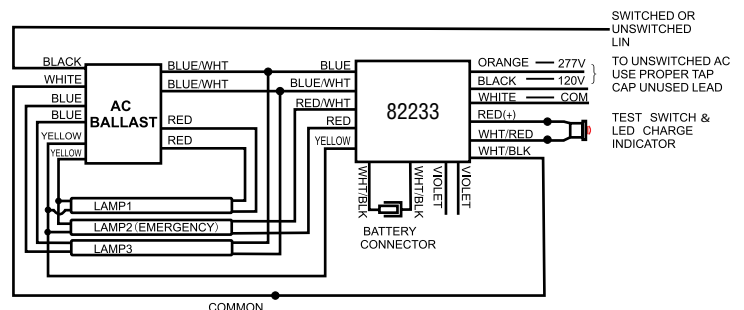 SWITCHED OR
UNSWITCHED
LIN
BLACK
BLUE/WHT
BLUE
ORANGE — 277V
TO UNSWITCHED AC
USE PROPER TAP
CAP UNUSED LEAD
WHITE
BLUE/WHT
BLUE/WHT
BLACK — 120V
BLUE
RED/WHT
WHITE — COM
AC
BALLAST
82233
BLUE
RED
RED
RED(+)
TEST SWITCH &
LED CHARGE
INDICATOR
YELLOW
RED
YELLOW
WHT/RED
YELLOW
WHT/BLK
WHT/BLK
WHT/BLK
VIOLET
VIOLET
LAMP1
LAMP2(EMERGENCY)
LAMP3
BATTERY
CONNECTOR
COMMON